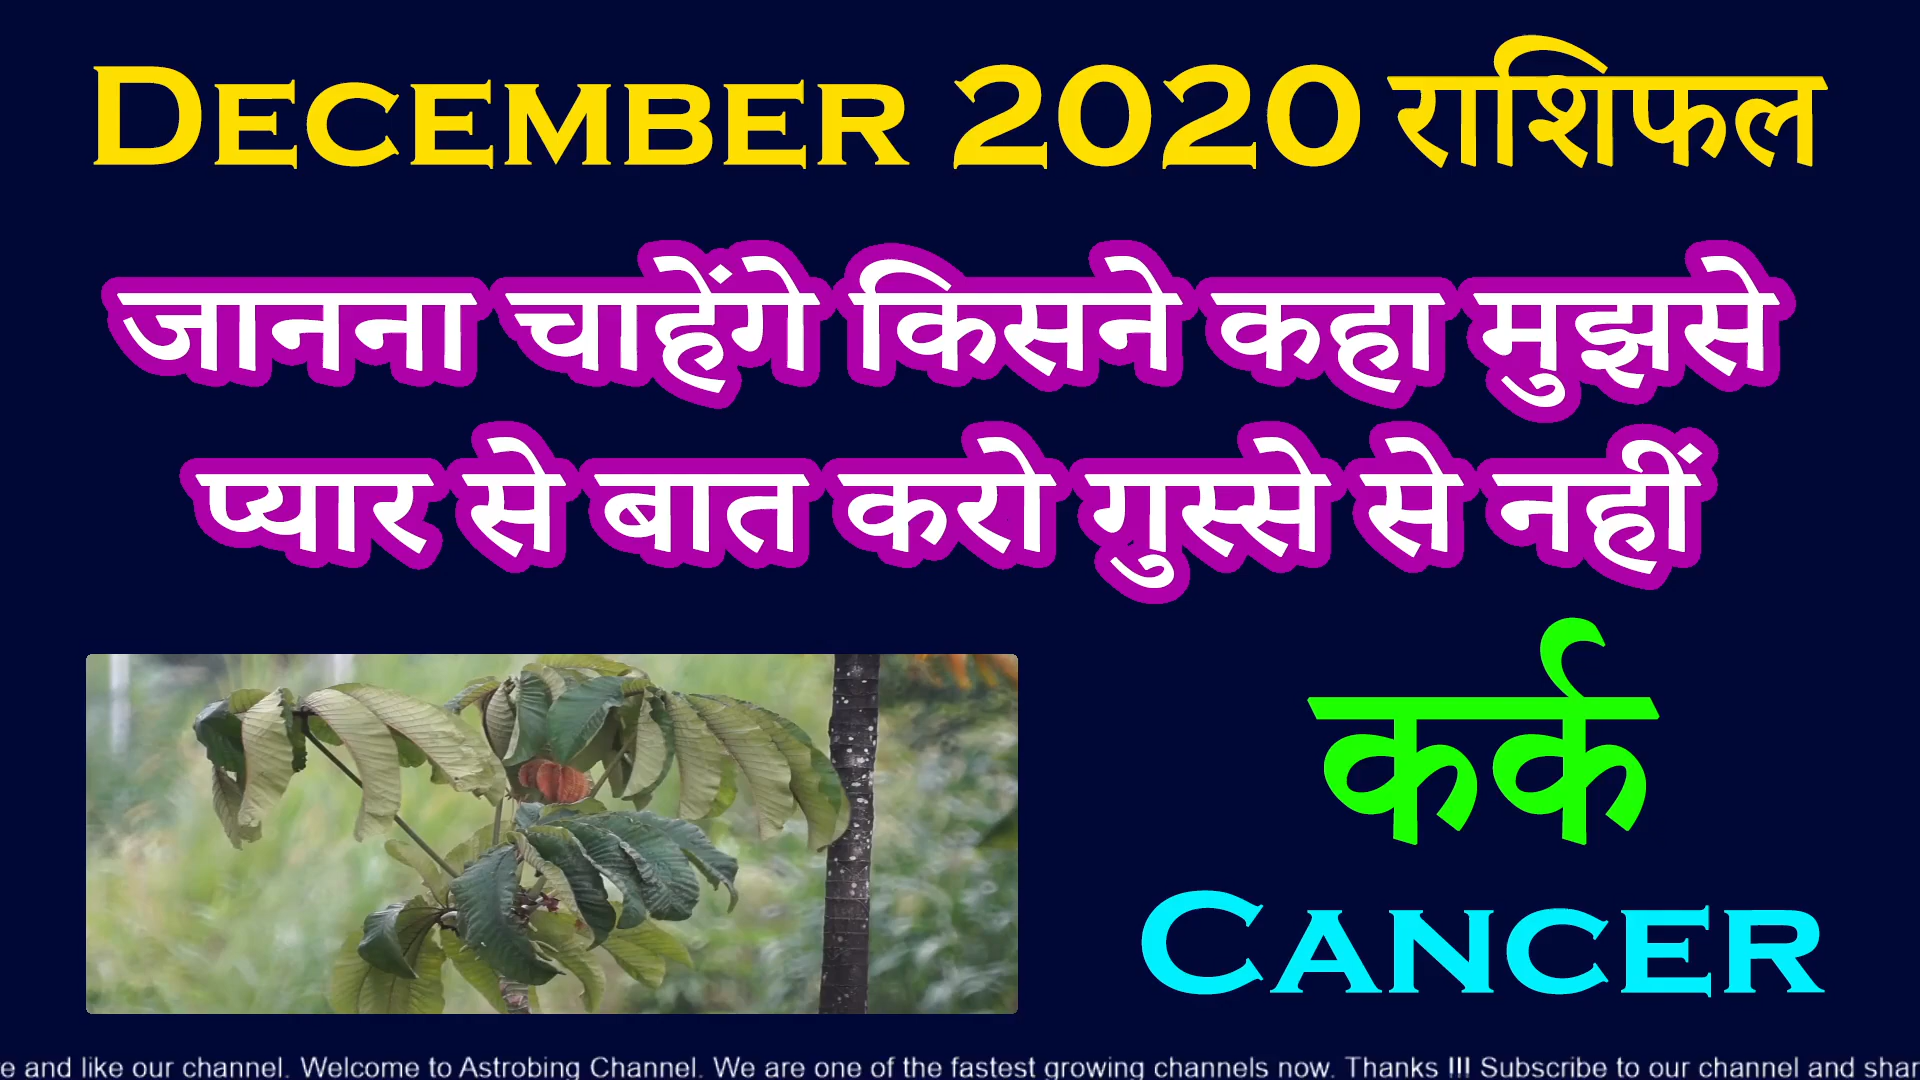 DECEMBER 2020 राशिफल
जानना चाहेंगे किसने कहा मुझसे
प्यार से बात करो गुस्से से नहीं
कर्क
CANCER
e and like our channel. Welcome to Astrobing Channel. We are one of the fastest growing channels now. Thanks !!! Subscribe to our channel and shar